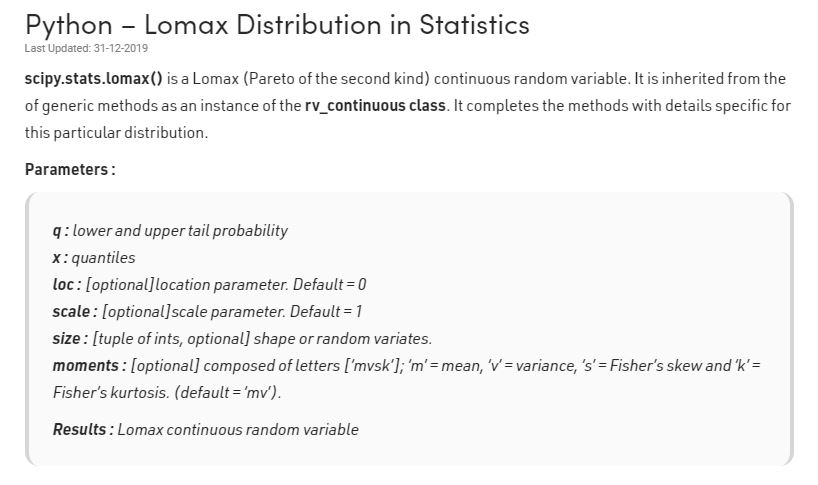 Python – Lomax Distribution in Statistics
Last Updated: 31-12-2019
scipy.stats.lomax() is a Lomax (Pareto of the second kind) continuous random variable. It is inherited from the
of generic methods as an instance of the rv_continuous class. It completes the methods with details specific for
this particular distribution.
Parameters :
q : lower and upper tail probability
x : quantiles
loc : [optional]location parameter. Default = 0
scale : [optional]scale parameter. Default = 1
size : [tuple of ints, optional] shape or random variates.
moments : [optional] composed of letters [‘mvsk’]; ‘m’ = mean, ‘v’ = variance, ‘s’ = Fisher’s skew and ‘k’ =
Fisher’s kurtosis. (default = ‘mv’).
Results : Lomax continuous random variable